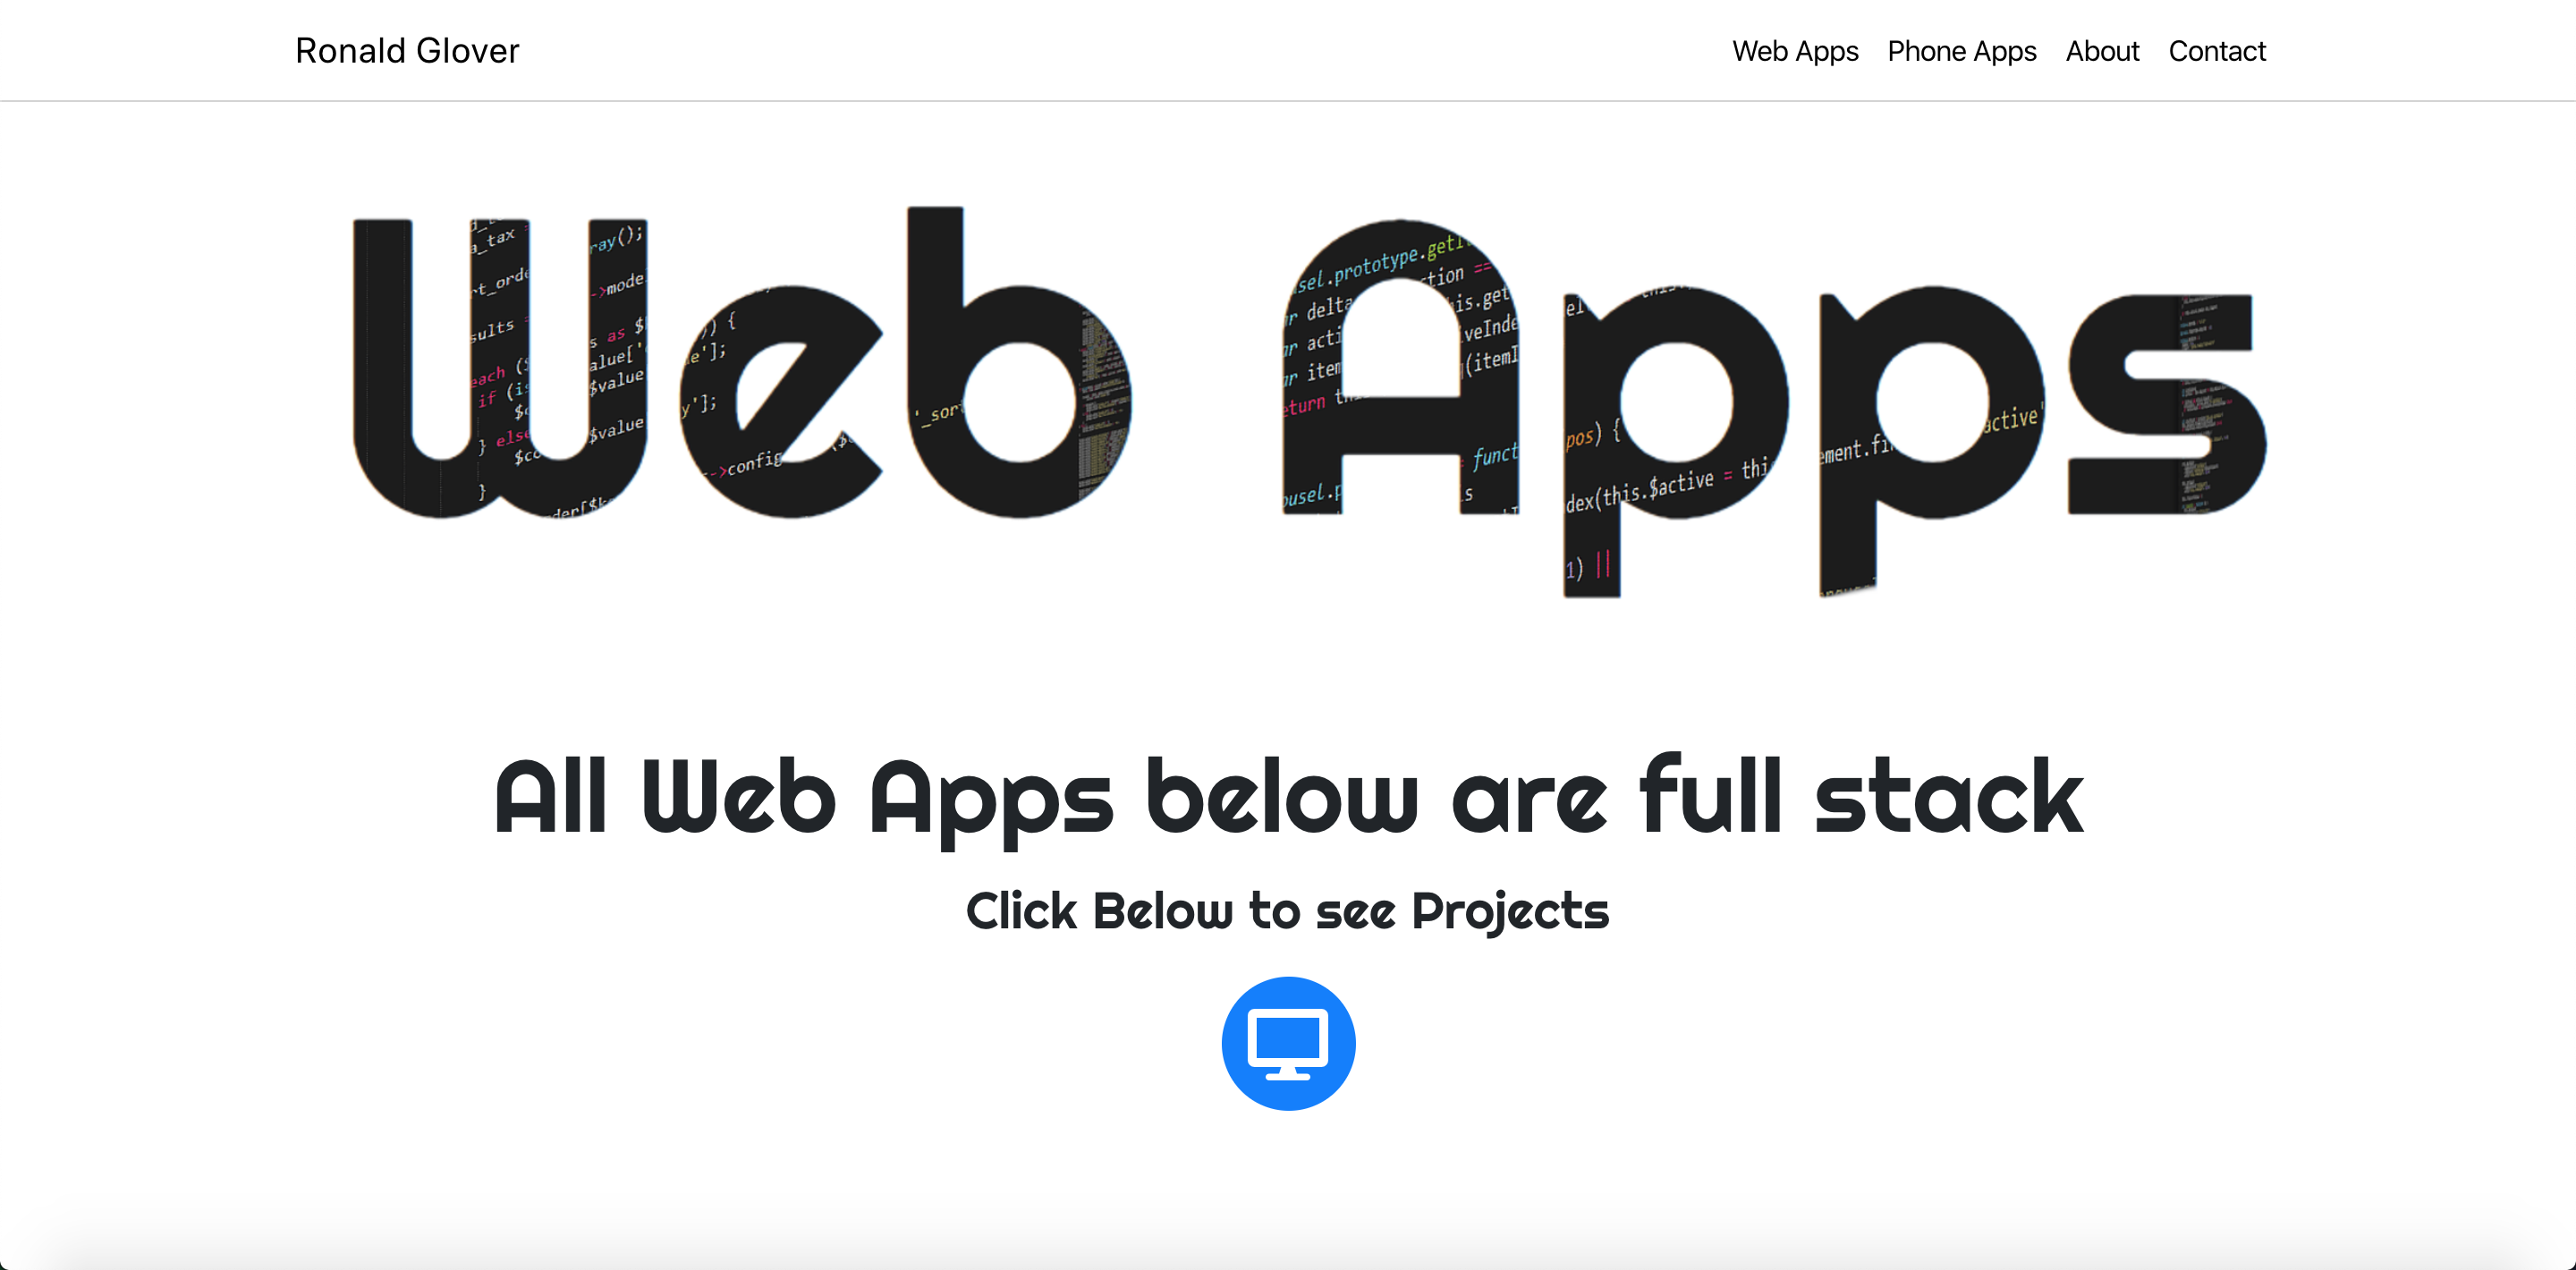 Ronald Glover
Web Apps Phone Apps About Contact
Web Apps
All Web Apps below are full stack
Click Below to see Projects